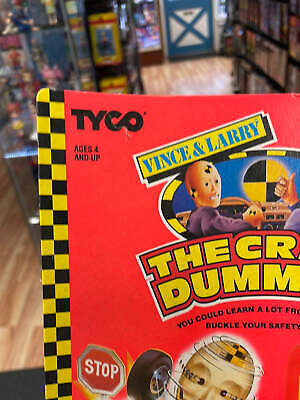 TYCO
AGES 4
AND UP
VINCE & LARRY
THE CRA
DUMM
YOU COULD LEARN A LOT FRO
BUCKLE YOUR SAFETY
STOP